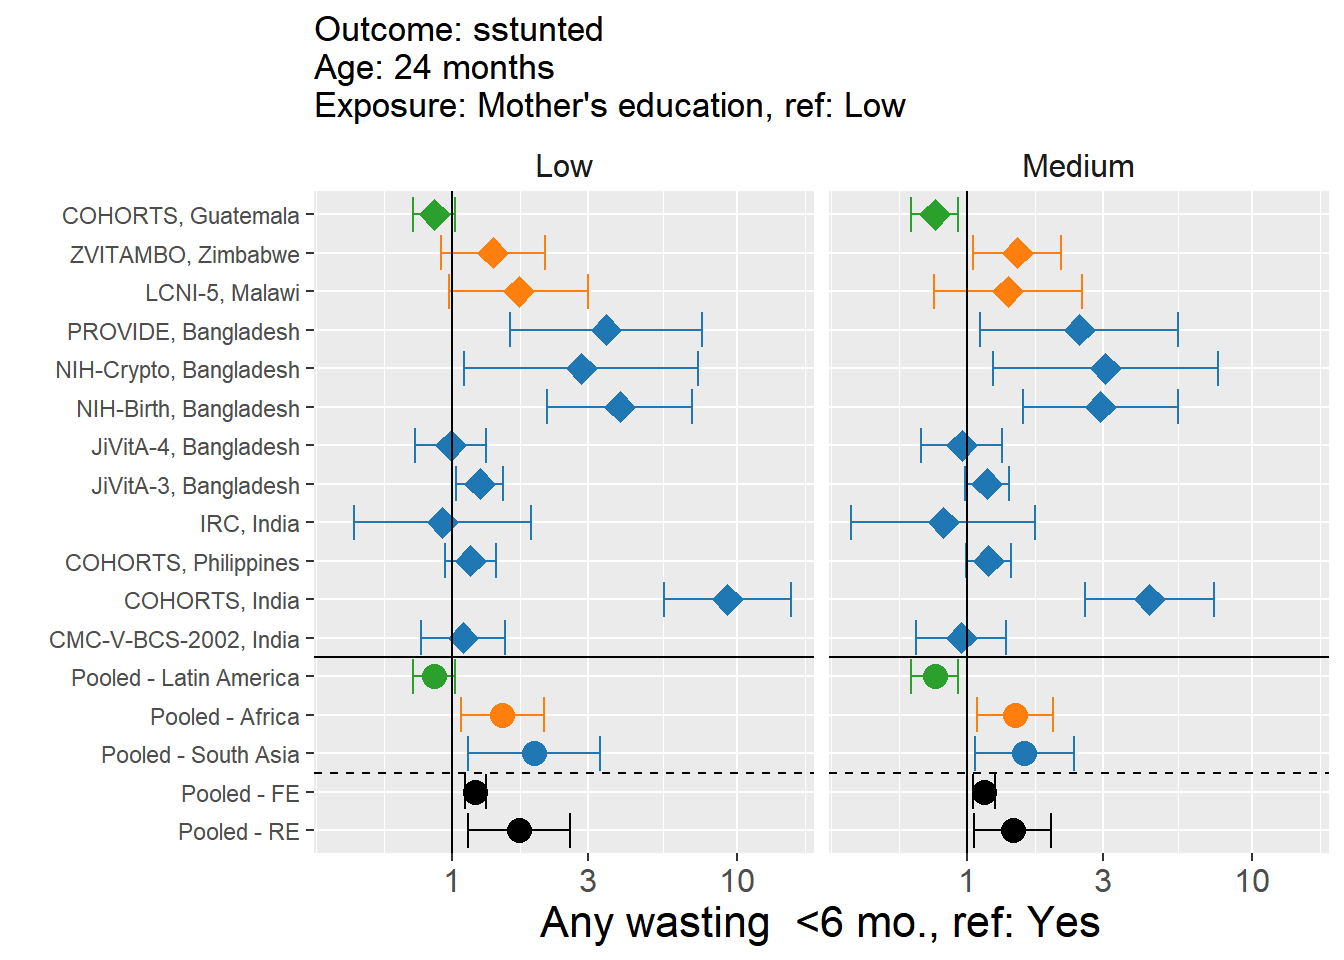 Outcome: sstunted
Age: 24 months
Exposure: Mother's education, ref: Low
Low
Medium
COHORTS, Guatemala
ZVITAMBO, Zimbabwe
LCNI-5, Malawi
PROVIDE, Bangladesh
NIH-Crypto, Bangladesh
NIH-Birth, Bangladesh
JiVitA-4, Bangladesh
JiVitA-3, Bangladesh
IRC, India
COHORTS, Philippines
COHORTS, India
CMC-V-BCS-2002, India
Pooled - Latin America
Pooled - Africa
Pooled - South Asia
Pooled - FE
Pooled - RE
1 3 10
1 3 10
Any wasting  <6 mo., ref: Yes